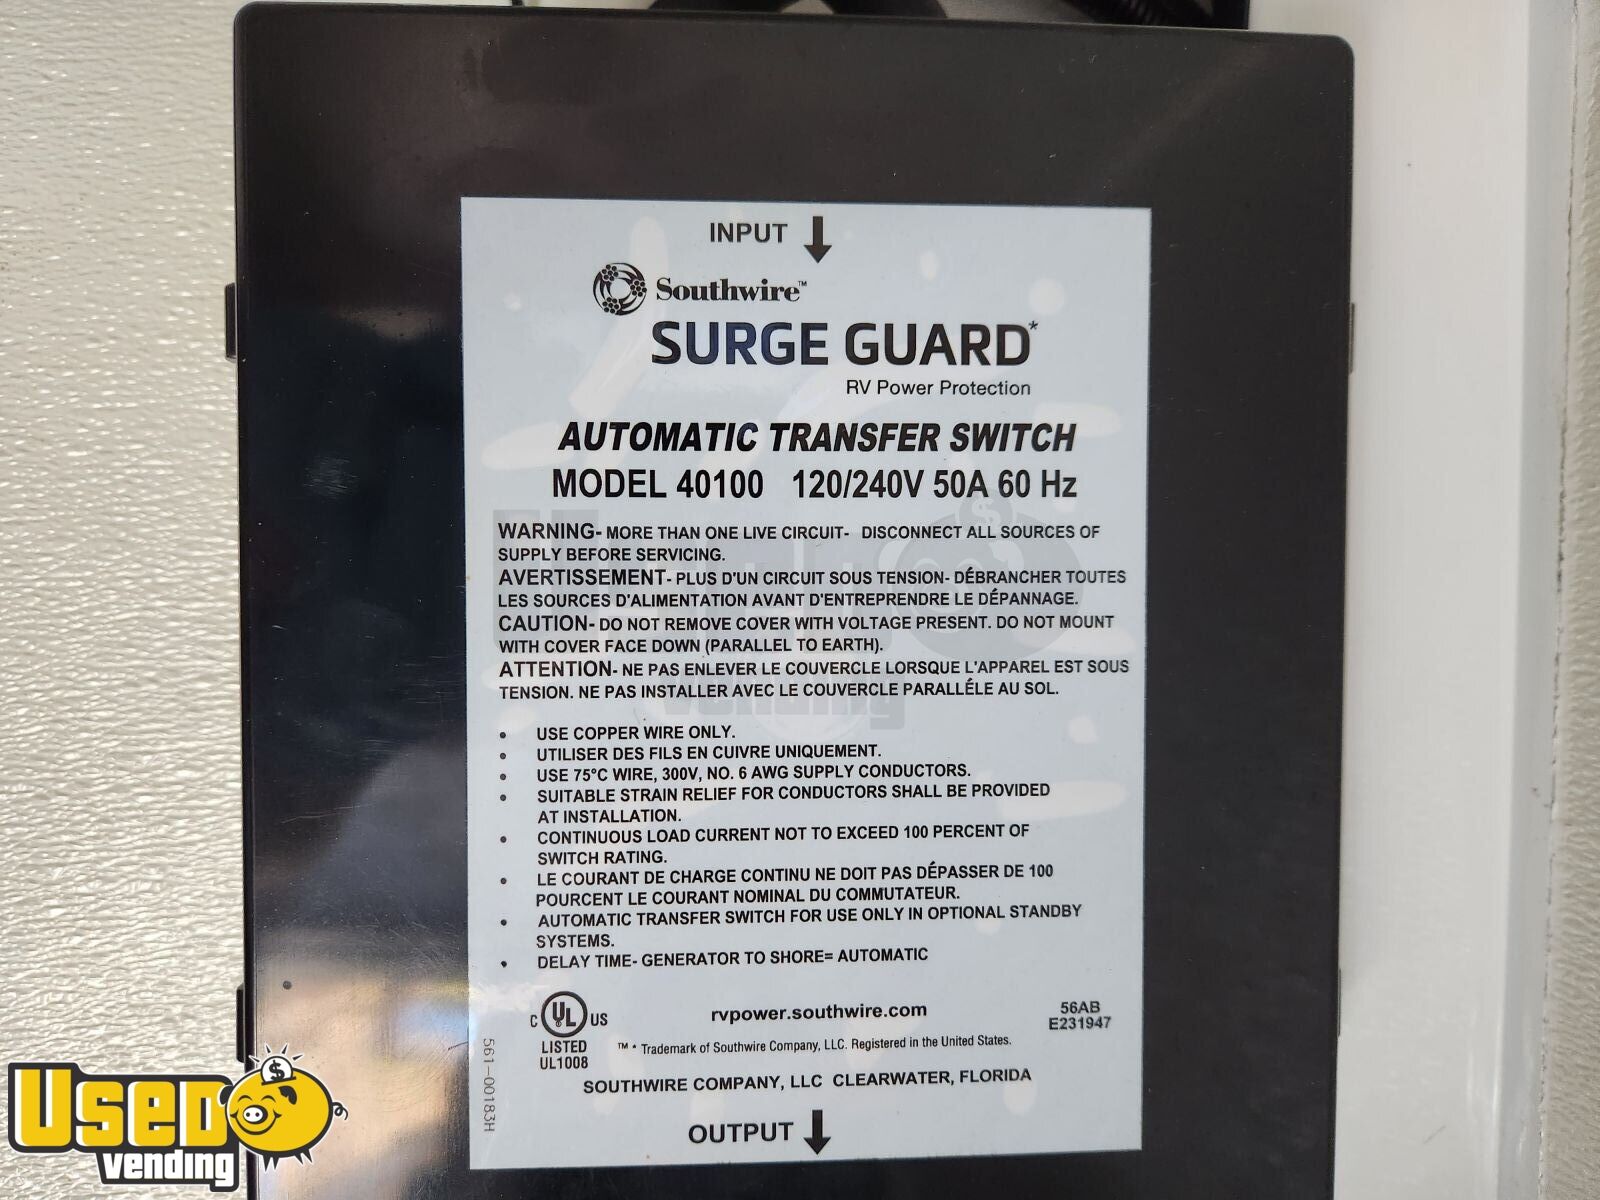 INPUT
Southwire™
SURGE GUARD*
RV Power Protection
AUTOMATIC TRANSFER SWITCH
MODEL 40100 120/240V 50A 60 Hz
WARNING- MORE THAN ONE LIVE CIRCUIT- DISCONNECT ALL SOURCES OF
SUPPLY BEFORE SERVICING.
AVERTISSEMENT- PLUS D'UN CIRCUIT SOUS TENSION- DÉBRANCHER TOUTES
LES SOURCES D'ALIMENTATION AVANT D'ENTREPRENDRE LE DÉPANNAGE.
CAUTION- DO NOT REMOVE COVER WITH VOLTAGE PRESENT. DO NOT MOUNT
WITH COVER FACE DOWN (PARALLEL TO EARTH).
ATTENTION- NE PAS ENLEVER LE COUVERCLE LORSQUE L'APPAREIL EST SOUS
TENSION. NE PAS INSTALLER AVEC LE COUVERCLE PARALLÉLE AU SOL.
• USE COPPER WIRE ONLY.
• UTILISER DES FILS EN CUIVRE UNIQUEMENT.
• USE 75°C WIRE, 300V, NO. 6 AWG SUPPLY CONDUCTORS.
• SUITABLE STRAIN RELIEF FOR CONDUCTORS SHALL BE PROVIDED
AT INSTALLATION.
• CONTINUOUS LOAD CURRENT NOT TO EXCEED 100 PERCENT OF
SWITCH RATING.
• LE COURANT DE CHARGE CONTINU NE DOIT PAS DÉPASSER DE 100
POURCENT LE COURANT NOMINAL DU COMMUTATEUR.
• AUTOMATIC TRANSFER SWITCH FOR USE ONLY IN OPTIONAL STANDBY
SYSTEMS.
• DELAY TIME- GENERATOR TO SHORE= AUTOMATIC
C UL US
LISTED
UL1008
rvpower.southwire.com
56AB
E231947
™ * Trademark of Southwire Company, LLC. Registered in the United States.
SOUTHWIRE COMPANY, LLC CLEARWATER, FLORIDA
561-00183H
OUTPUT
Used
vending
Used
vending